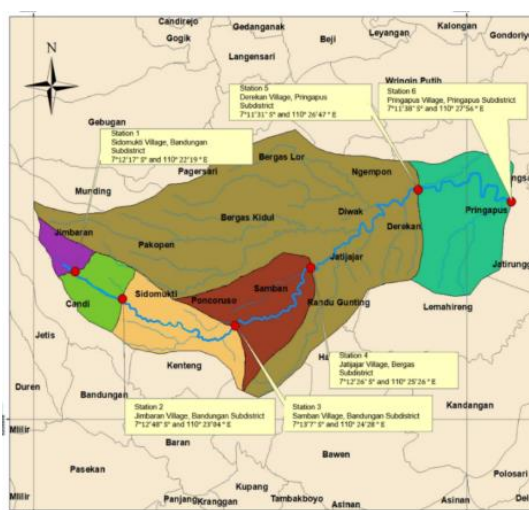 Candirejo
Gogik
Gedanganak
Beji
Leyangan
Kalongan
Gondoriyo
Langensari
N
Wringin Putih
Station 5
Derekan Village, Pringapus
Subdistrict
7°11'31" S° and 110° 26'47" E
Station 6
Pringapus Village, Pringapus Subdistrict
7°11'38" S° and 110° 27'56" E
Gebugan
Station 1
Sidomukti Village, Bandungan
Subdistrict
7°12'17" S° and 110° 22'19 " E
Bergas Lor
Pagersari
Ngempon
Munding
Pringapus
Bergas Kidul
Diwak
Derekan
Jimbaran
Pakopen
Jatijajar
Samban
Sidomukti
Poncoruso
Candi
Randu Gunting
Lemahireng
Jetis
Kenteng
Station 4
Jatijajar Village, Bergas
Subdistrict
7°12'26" S° and 110° 25'26 " E
Duren
Bandungan
Station 2
Jimbaran Village, Bandungan Subdistrict
7°12'48" S° and 110° 23'84 " E
Station 3
Samban Village, Bandungan Subdistrict
7°13'7" S° and 110° 24'28 " E
Kandangan
Baran
Bawen
Pasekan
Polosari
Kupang
Panjang
Kranggan
Tambakboyo
Asinan
Asinan